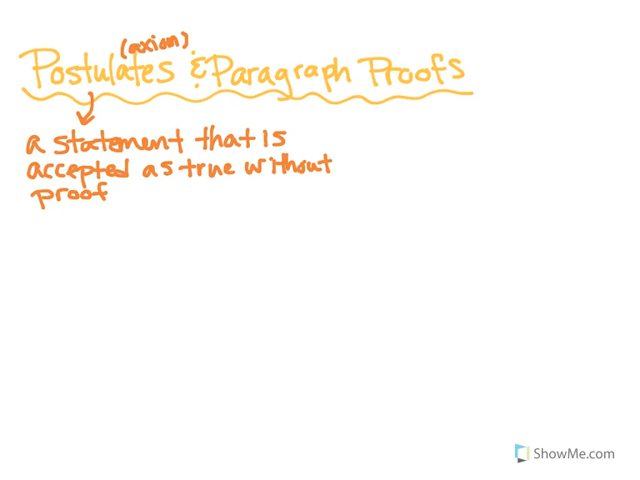 (axiom)
Postulates & Paragraph Proofs
a statement that is
accepted as true without
proof
ShowMe.com